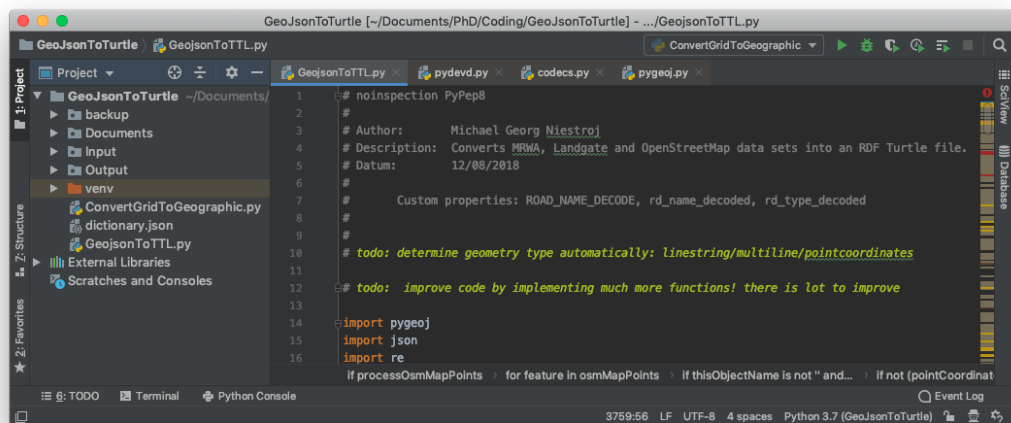 GeoJsonToTurtle [~/Documents/PhD/Coding/GeoJsonToTurtle] - .../GeojsonToTTL.py
GeoJsonToTurtle GeojsonToTTL.py ConvertGridToGeographic
Project
GeojsonToTTL.py pydevd.py codecs.py pygeoj.py
1: Project
7: Structure
2: Favorites
GeoJsonToTurtle ~/Documents/
backup
Documents
Input
Output
venv
ConvertGridToGeographic.py
dictionary.json
GeojsonToTTL.py
External Libraries
Scratches and Consoles
1 # noinspection PyPep8
2 #
3 # Author: Michael Georg Niestroj
4 # Description: Converts MRWA, Landgate and OpenStreetMap data sets into an RDF Turtle file.
5 # Datum: 12/08/2018
6 #
7 # Custom properties: ROAD_NAME_DECODE, rd_name_decoded, rd_type_decoded
8 #
9 #
10 # todo: determine geometry type automatically: linestring/multiline/pointcoordinates
11
12 # todo: improve code by implementing much more functions! there is lot to improve
13
14 import pygeoj
15 import json
16 import re
SciView
Database
if processOsmMapPoints for feature in osmMapPoints if thisObjectName is not '' and... if not (pointCoordinat
6: TODO Terminal Python Console Event Log
3759:56 LF UTF-8 4 spaces Python 3.7 (GeoJsonToTurtle)